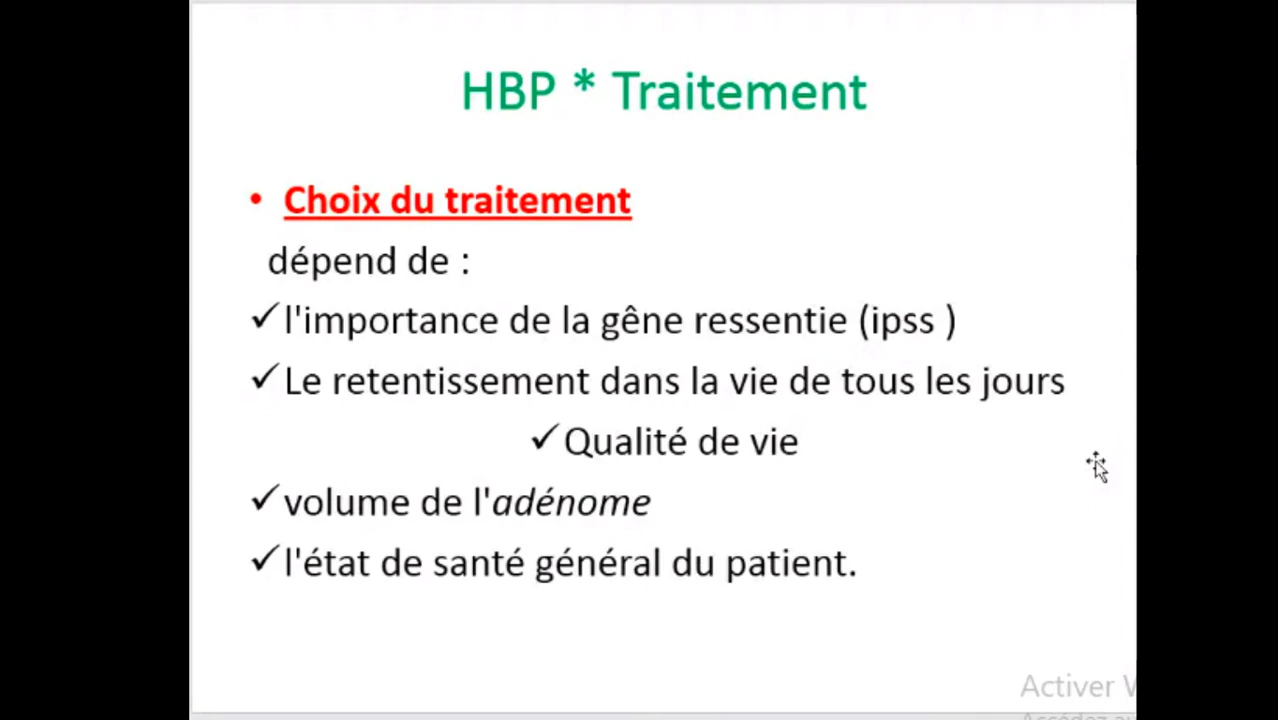 HBP * Traitement
• Choix du traitement
dépend de :
✓ l'importance de la gêne ressentie (ipss )
✓ Le retentissement dans la vie de tous les jours
✓ Qualité de vie
✓ volume de l'adénome
✓ l'état de santé général du patient.
Activer